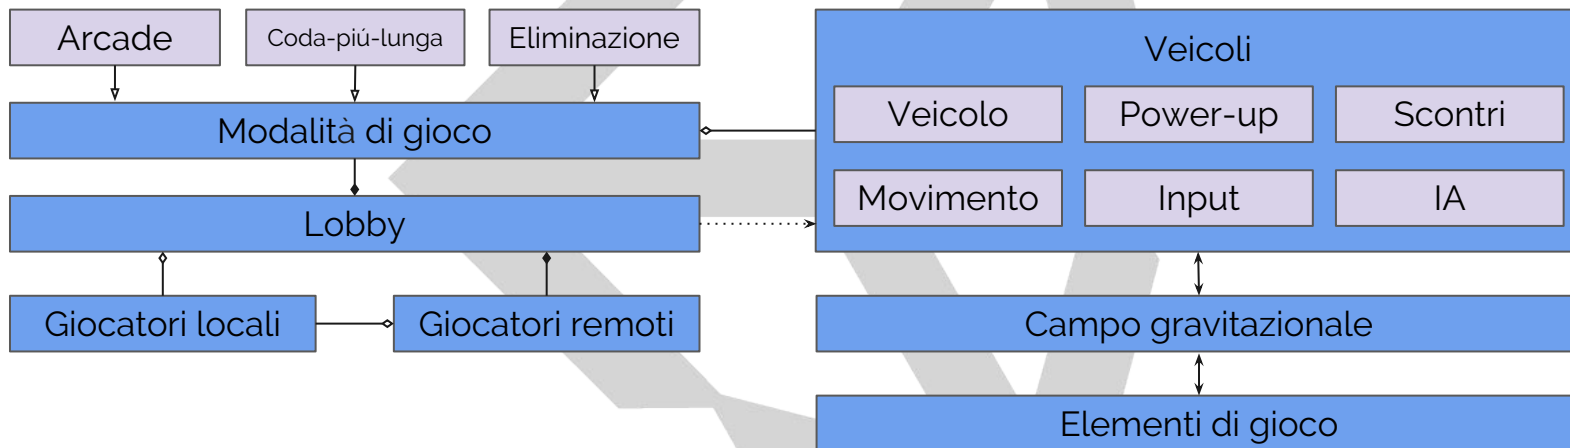 Arcade
Coda-piú-lunga
Eliminazione
Modalità di gioco
Lobby
Giocatori locali
Giocatori remoti
Veicoli
Veicolo
Power-up
Scontri
Movimento
Input
IA
Campo gravitazionale
Elementi di gioco